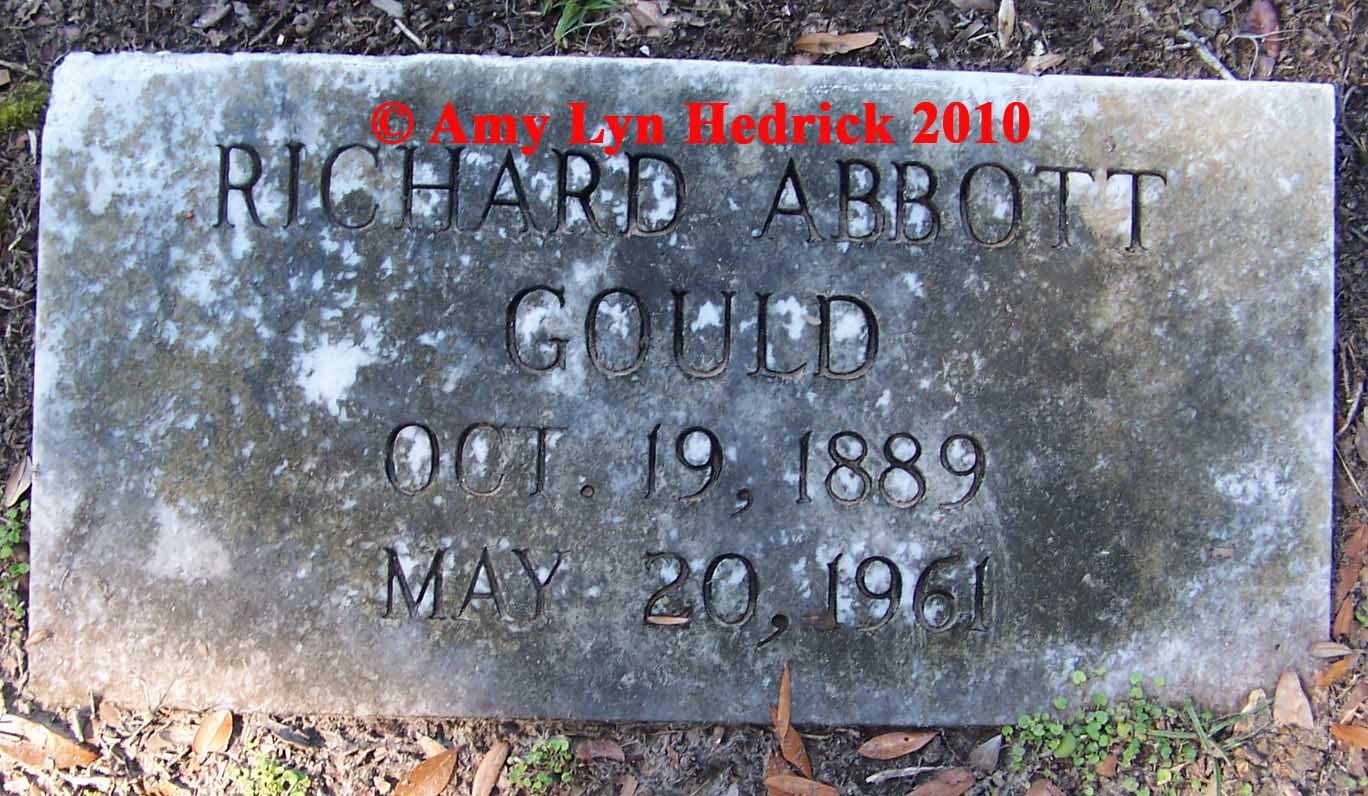 © Amy Lyn Hedrick 2010
RICHARD ABBOTT
GOULD
OCT. 19, 1889
MAY 20, 1961